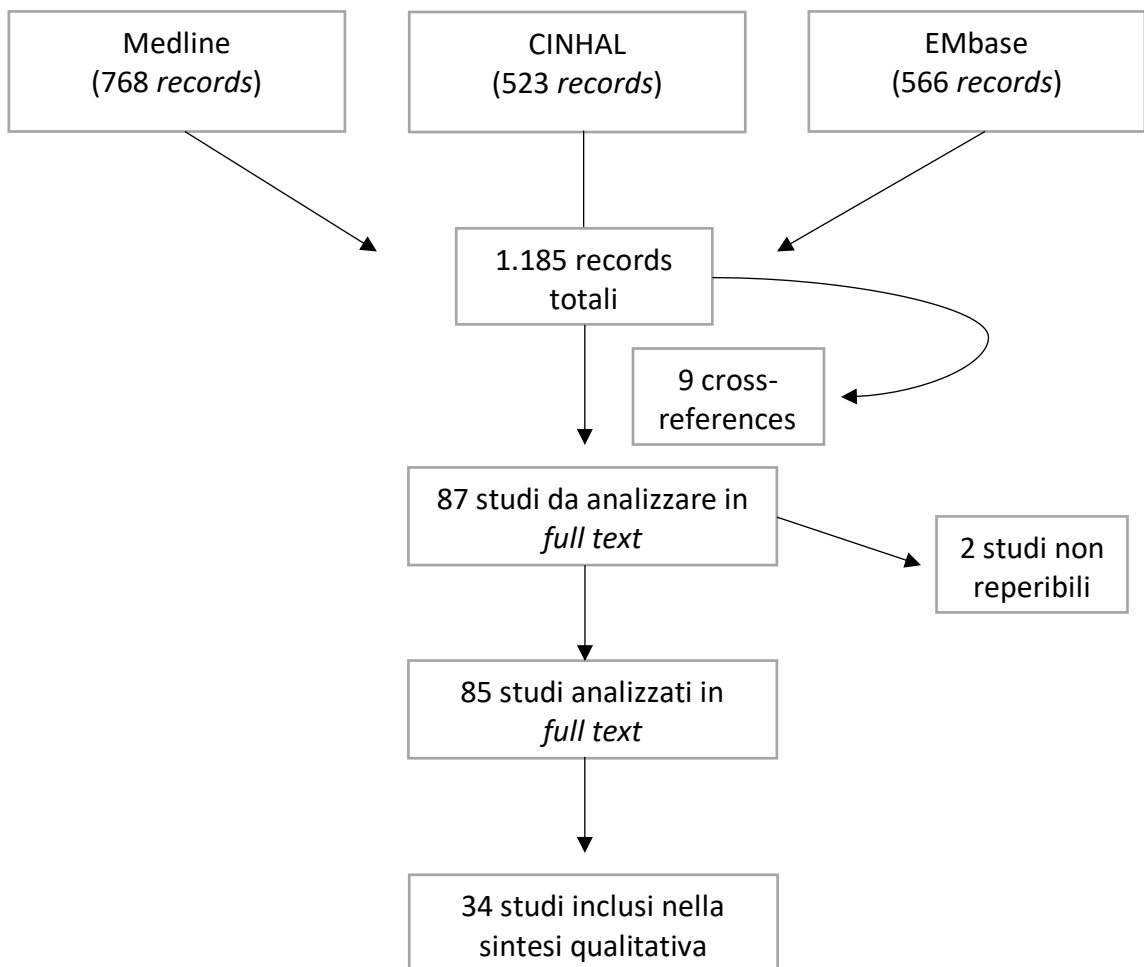 Medline
(768 records)
CINHAL
(523 records)
EMbase
(566 records)
1.185 records
totali
9 cross-
references
87 studi da analizzare in
full text
2 studi non
reperibili
85 studi analizzati in
full text
34 studi inclusi nella
sintesi qualitativa